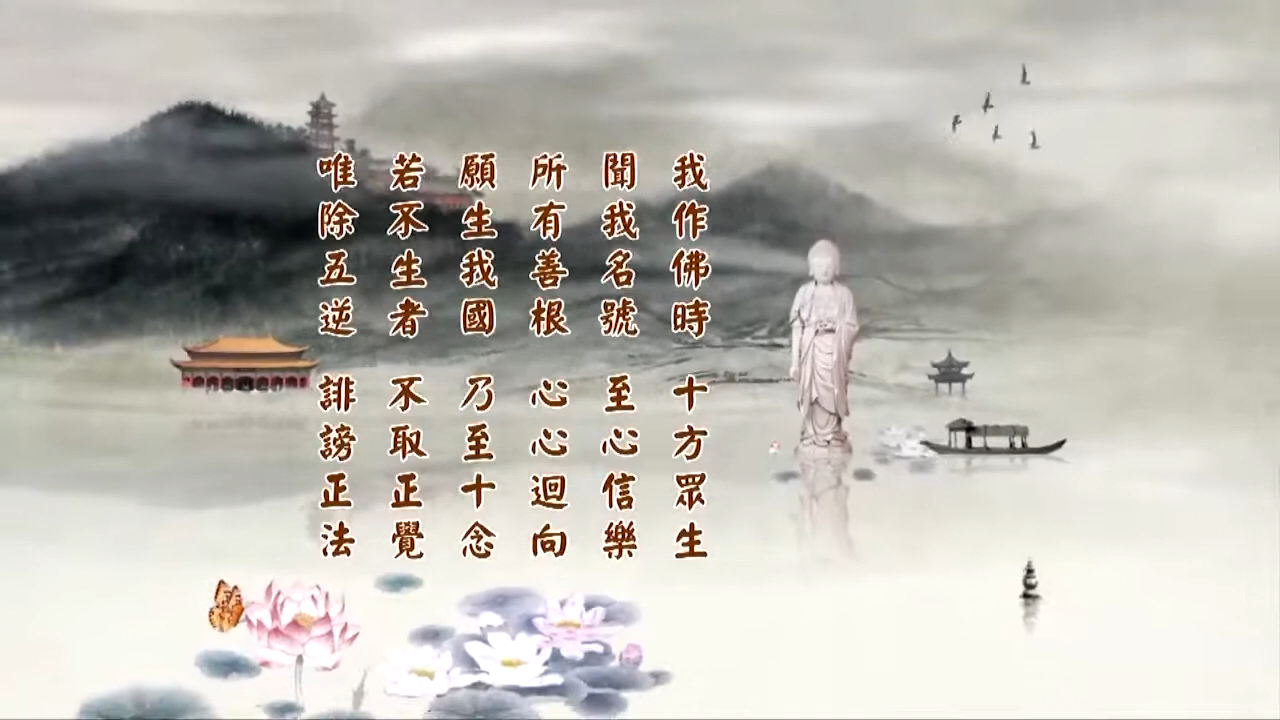 我作佛時 十方眾生
聞我名號 至心信樂
所有善根 心心迴向
願生我國 乃至十念
若不生者 不取正覺
唯除五逆 誹謗正法